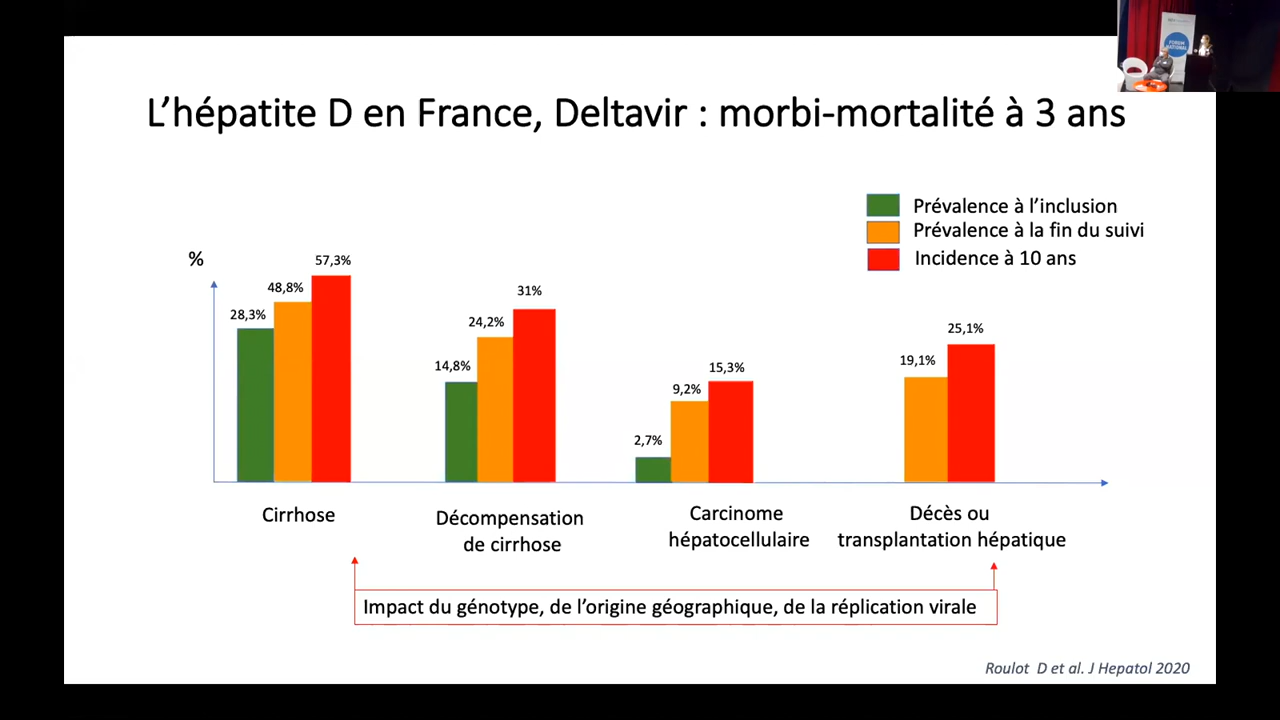 FORUM
NATIONAL
L’hépatite D en France, Deltavir : morbi-mortalité à 3 ans
Prévalence à l’inclusion
Prévalence à la fin du suivi
Incidence à 10 ans
%
28,3%
48,8%
57,3%
14,8%
24,2%
31%
2,7%
9,2%
15,3%
19,1%
25,1%
Cirrhose
Décompensation
de cirrhose
Carcinome
hépatocellulaire
Décès ou
transplantation hépatique
Impact du génotype, de l’origine géographique, de la réplication virale
Roulot D et al. J Hepatol 2020